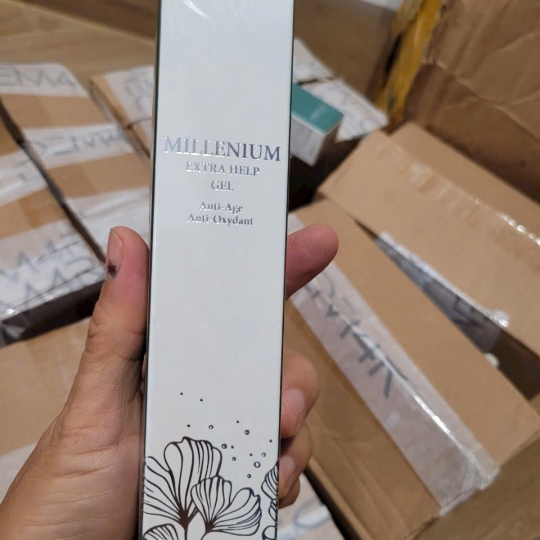 MILLENIUM
EXTRA HELP
GEL
Anti-Age
Anti-Oxydant